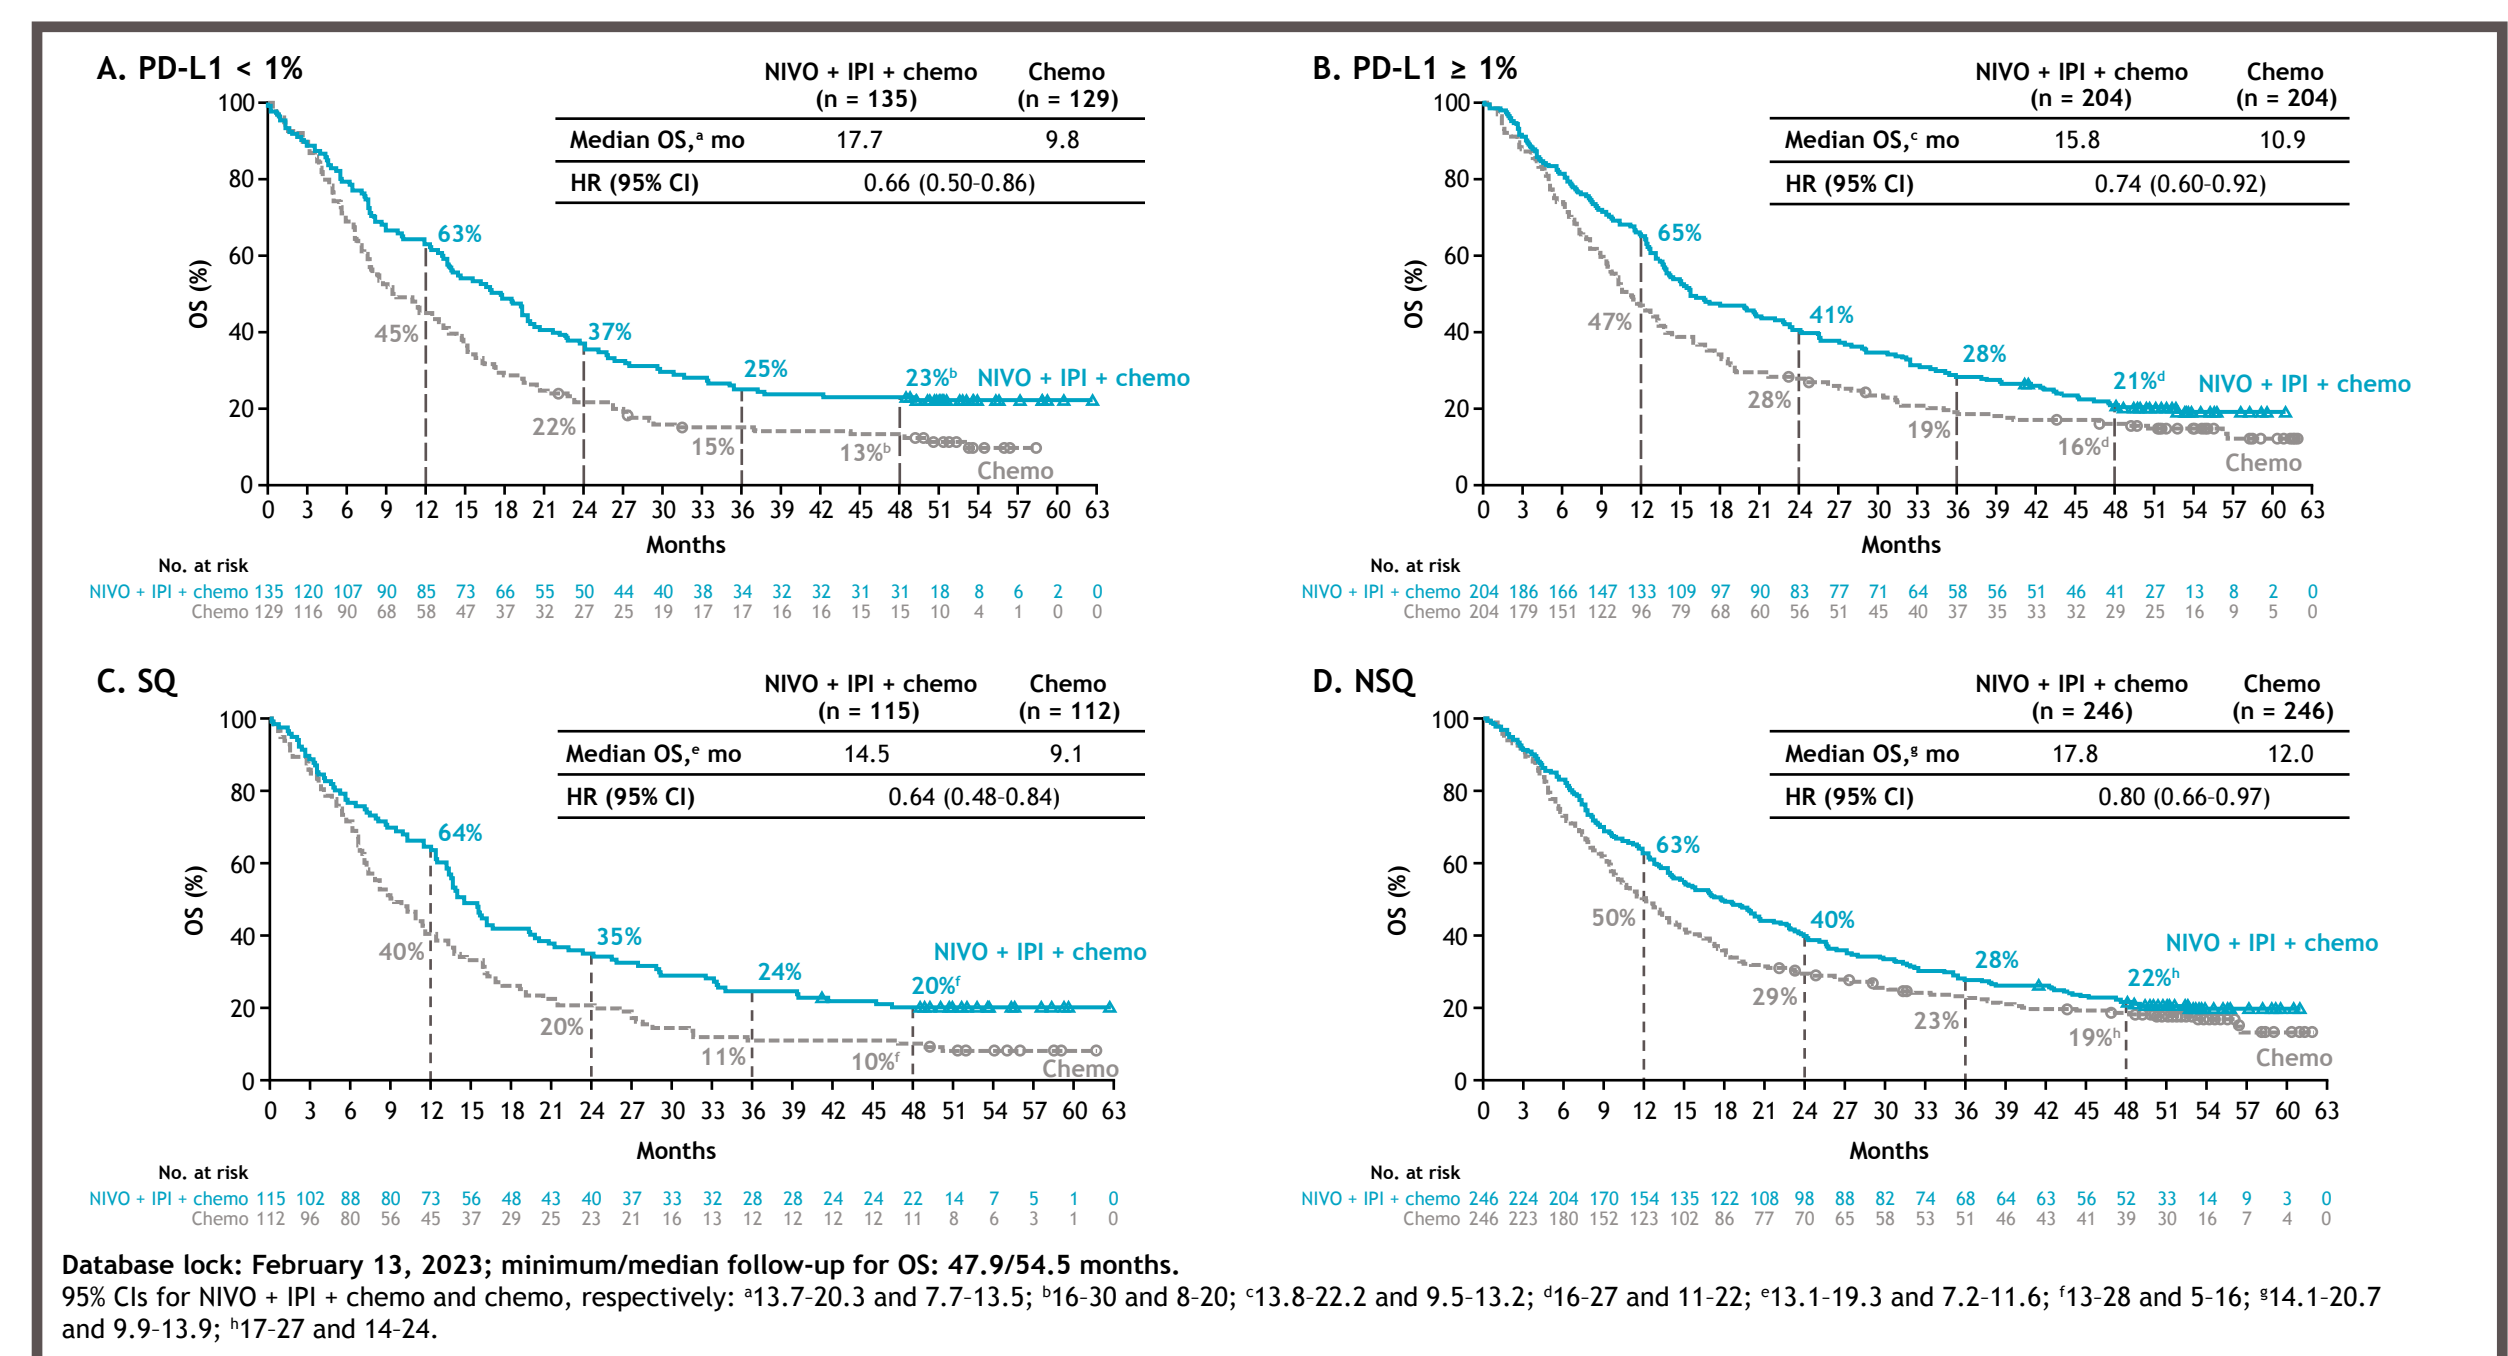 A. PD-L1 < 1%
NIVO + IPI + chemo (n = 135) Chemo (n = 129)
Median OS,ᵃ mo 17.7 9.8
HR (95% CI) 0.66 (0.50–0.86)
100
80
60
40
20
0
OS (%)
63%
37%
25%
23%ᵇ
NIVO + IPI + chemo
45%
22%
15%
13%ᵇ
Chemo
0 3 6 9 12 15 18 21 24 27 30 33 36 39 42 45 48 51 54 57 60 63
Months
No. at risk
NIVO + IPI + chemo 135 120 107 90 85 73 66 55 50 44 40 38 34 32 32 31 31 18 8 6 2 0
Chemo 129 116 90 68 58 47 37 32 27 25 19 17 17 16 16 15 15 10 4 1 0 0
B. PD-L1 ≥ 1%
NIVO + IPI + chemo (n = 204) Chemo (n = 204)
Median OS,ᶜ mo 15.8 10.9
HR (95% CI) 0.74 (0.60–0.92)
100
80
60
40
20
0
OS (%)
65%
41%
28%
21%ᵈ
NIVO + IPI + chemo
47%
28%
19%
16%ᵈ
Chemo
0 3 6 9 12 15 18 21 24 27 30 33 36 39 42 45 48 51 54 57 60 63
Months
No. at risk
NIVO + IPI + chemo 204 186 166 147 133 109 97 90 83 77 71 64 58 56 51 46 41 27 13 8 2 0
Chemo 204 179 151 122 96 79 68 60 56 51 45 40 37 35 33 32 29 25 16 9 5 0
C. SQ
NIVO + IPI + chemo (n = 115) Chemo (n = 112)
Median OS,ᵉ mo 14.5 9.1
HR (95% CI) 0.64 (0.48–0.84)
100
80
60
40
20
0
OS (%)
64%
35%
24%
20%ᶠ
NIVO + IPI + chemo
40%
20%
11%
10%ᶠ
Chemo
0 3 6 9 12 15 18 21 24 27 30 33 36 39 42 45 48 51 54 57 60 63
Months
No. at risk
NIVO + IPI + chemo 115 102 88 80 73 56 48 43 40 37 33 32 28 28 24 24 22 14 7 5 1 0
Chemo 112 96 80 56 45 37 29 25 23 21 16 13 12 12 12 12 11 8 6 3 1 0
D. NSQ
NIVO + IPI + chemo (n = 246) Chemo (n = 246)
Median OS,ᵍ mo 17.8 12.0
HR (95% CI) 0.80 (0.66–0.97)
100
80
60
40
20
0
OS (%)
63%
40%
28%
22%ʰ
NIVO + IPI + chemo
50%
29%
23%
19%ʰ
Chemo
0 3 6 9 12 15 18 21 24 27 30 33 36 39 42 45 48 51 54 57 60 63
Months
No. at risk
NIVO + IPI + chemo 246 224 204 170 154 135 122 108 98 88 82 74 68 64 63 56 52 33 14 9 3 0
Chemo 246 223 180 152 123 102 86 77 70 65 58 53 51 46 43 41 39 30 16 7 4 0
Database lock: February 13, 2023; minimum/median follow-up for OS: 47.9/54.5 months.
95% CIs for NIVO + IPI + chemo and chemo, respectively: ᵃ13.7–20.3 and 7.7–13.5; ᵇ16–30 and 8–20; ᶜ13.8–22.2 and 9.5–13.2; ᵈ16–27 and 11–22; ᵉ13.1–19.3 and 7.2–11.6; ᶠ13–28 and 5–16; ᵍ14.1–20.7
and 9.9–13.9; ʰ17–27 and 14–24.